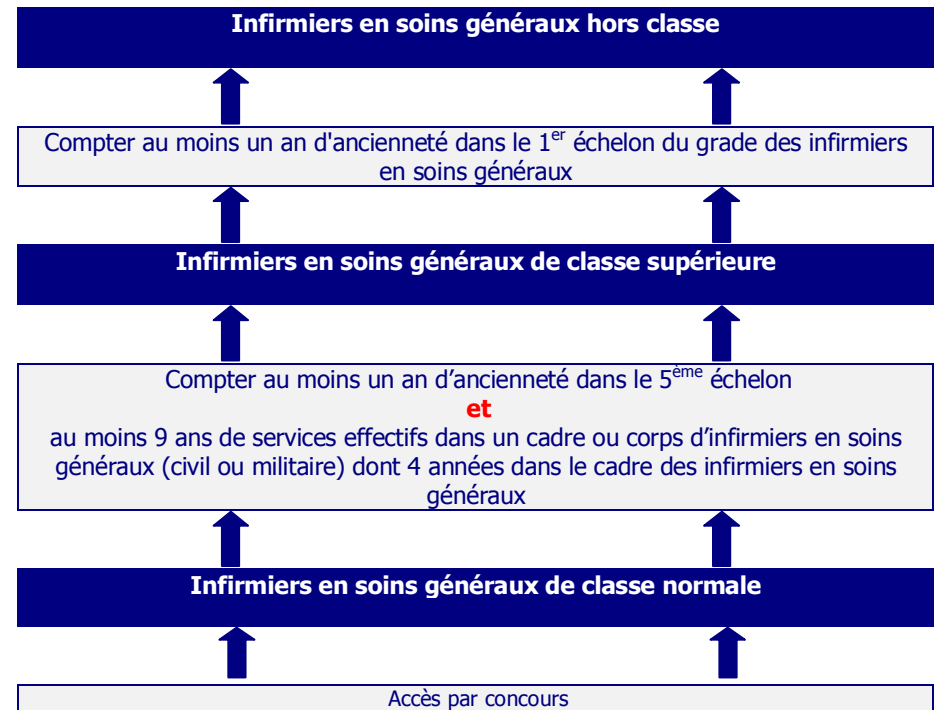 Infirmiers en soins généraux hors classe
Compter au moins un an d'ancienneté dans le 1er échelon du grade des infirmiers
en soins généraux
Infirmiers en soins généraux de classe supérieure
Compter au moins un an d’ancienneté dans le 5ème échelon
et
au moins 9 ans de services effectifs dans un cadre ou corps d’infirmiers en soins
généraux (civil ou militaire) dont 4 années dans le cadre des infirmiers en soins
généraux
Infirmiers en soins généraux de classe normale
Accès par concours